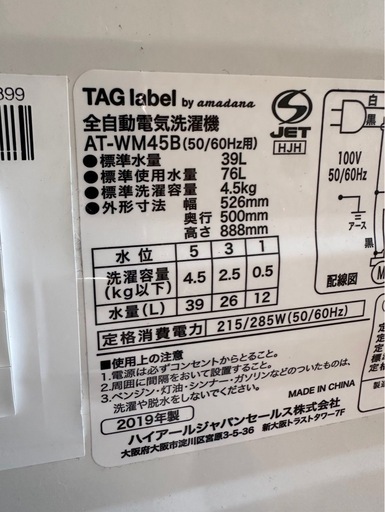 899
TAG label by amadana
全自動電気洗濯機
AT-WM45B(50/60Hz用)
●標準水量 39L
●標準使用水量 76L
●標準洗濯容量 4.5kg
●外形寸法 幅 526mm
奥行 500mm
高さ 888mm
S JET
HJH
水位 5 3 1
洗濯容量(kg以下) 4.5 2.5 0.5
水量(L) 39 26 12
定格消費電力 215/285W(50/60Hz)
白
黒
100V
50/60Hz
アース
配線図
M
■使用上の注意
1.電源は必ずコンセントからとること。
2.周囲に間隔をおいて設置すること。
3.ベンジン・灯油・シンナー・ガソリンなどのついたものは、
洗濯や脱水をしないでください。
MADE IN CHINA
2019年製
ハイアールジャパンセールス株式会社
大阪府大阪市淀川区宮原3-5-36 新大阪トラストタワー7F